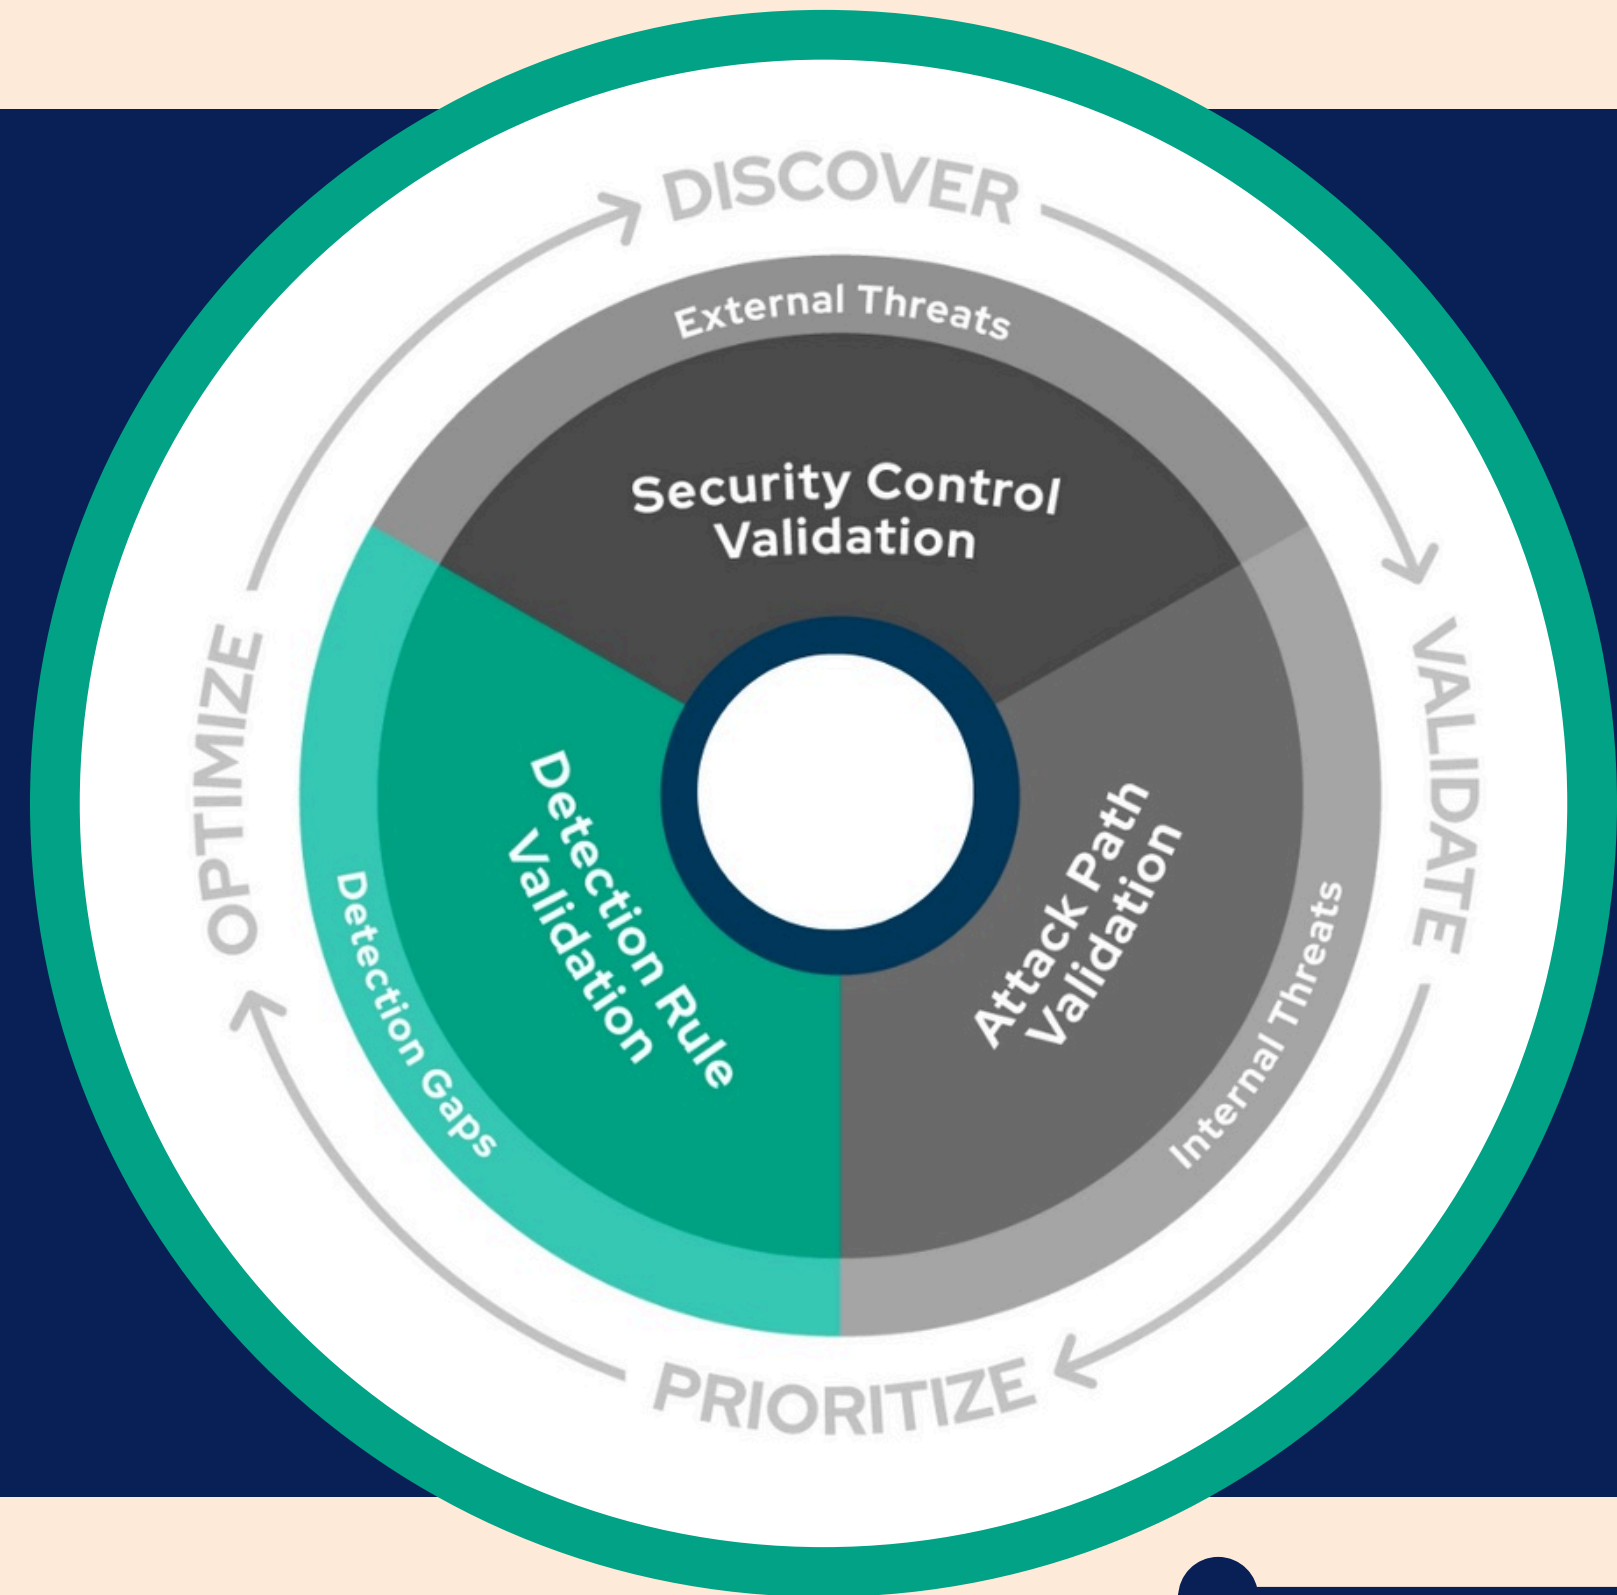 DISCOVER
External Threats
Security Control
Validation
VALIDATE
Attack Path
Validation
Internal Threats
PRIORITIZE
Detection Rule
Validation
Detection Gaps
OPTIMIZE